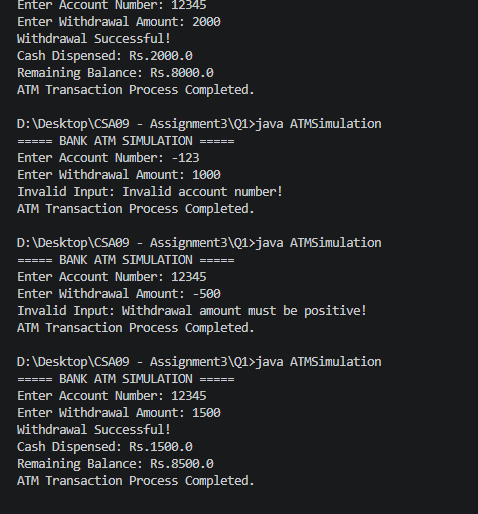 Enter Account Number: 12345
Enter Withdrawal Amount: 2000
Withdrawal Successful!
Cash Dispensed: Rs.2000.0
Remaining Balance: Rs.8000.0
ATM Transaction Process Completed.
D:\Desktop\CSA09 - Assignment3\Q1>java ATMSimulation
===== BANK ATM SIMULATION =====
Enter Account Number: -123
Enter Withdrawal Amount: 1000
Invalid Input: Invalid account number!
ATM Transaction Process Completed.
D:\Desktop\CSA09 - Assignment3\Q1>java ATMSimulation
===== BANK ATM SIMULATION =====
Enter Account Number: 12345
Enter Withdrawal Amount: -500
Invalid Input: Withdrawal amount must be positive!
ATM Transaction Process Completed.
D:\Desktop\CSA09 - Assignment3\Q1>java ATMSimulation
===== BANK ATM SIMULATION =====
Enter Account Number: 12345
Enter Withdrawal Amount: 1500
Withdrawal Successful!
Cash Dispensed: Rs.1500.0
Remaining Balance: Rs.8500.0
ATM Transaction Process Completed.